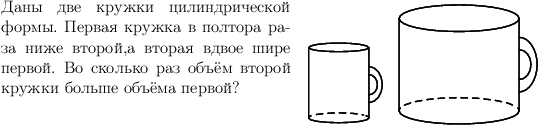 Даны две кружки цилиндрической
формы. Первая кружка в полтора ра-
за ниже второй,а вторая вдвое шире
первой. Во сколько раз объём второй
кружки больше объёма первой?